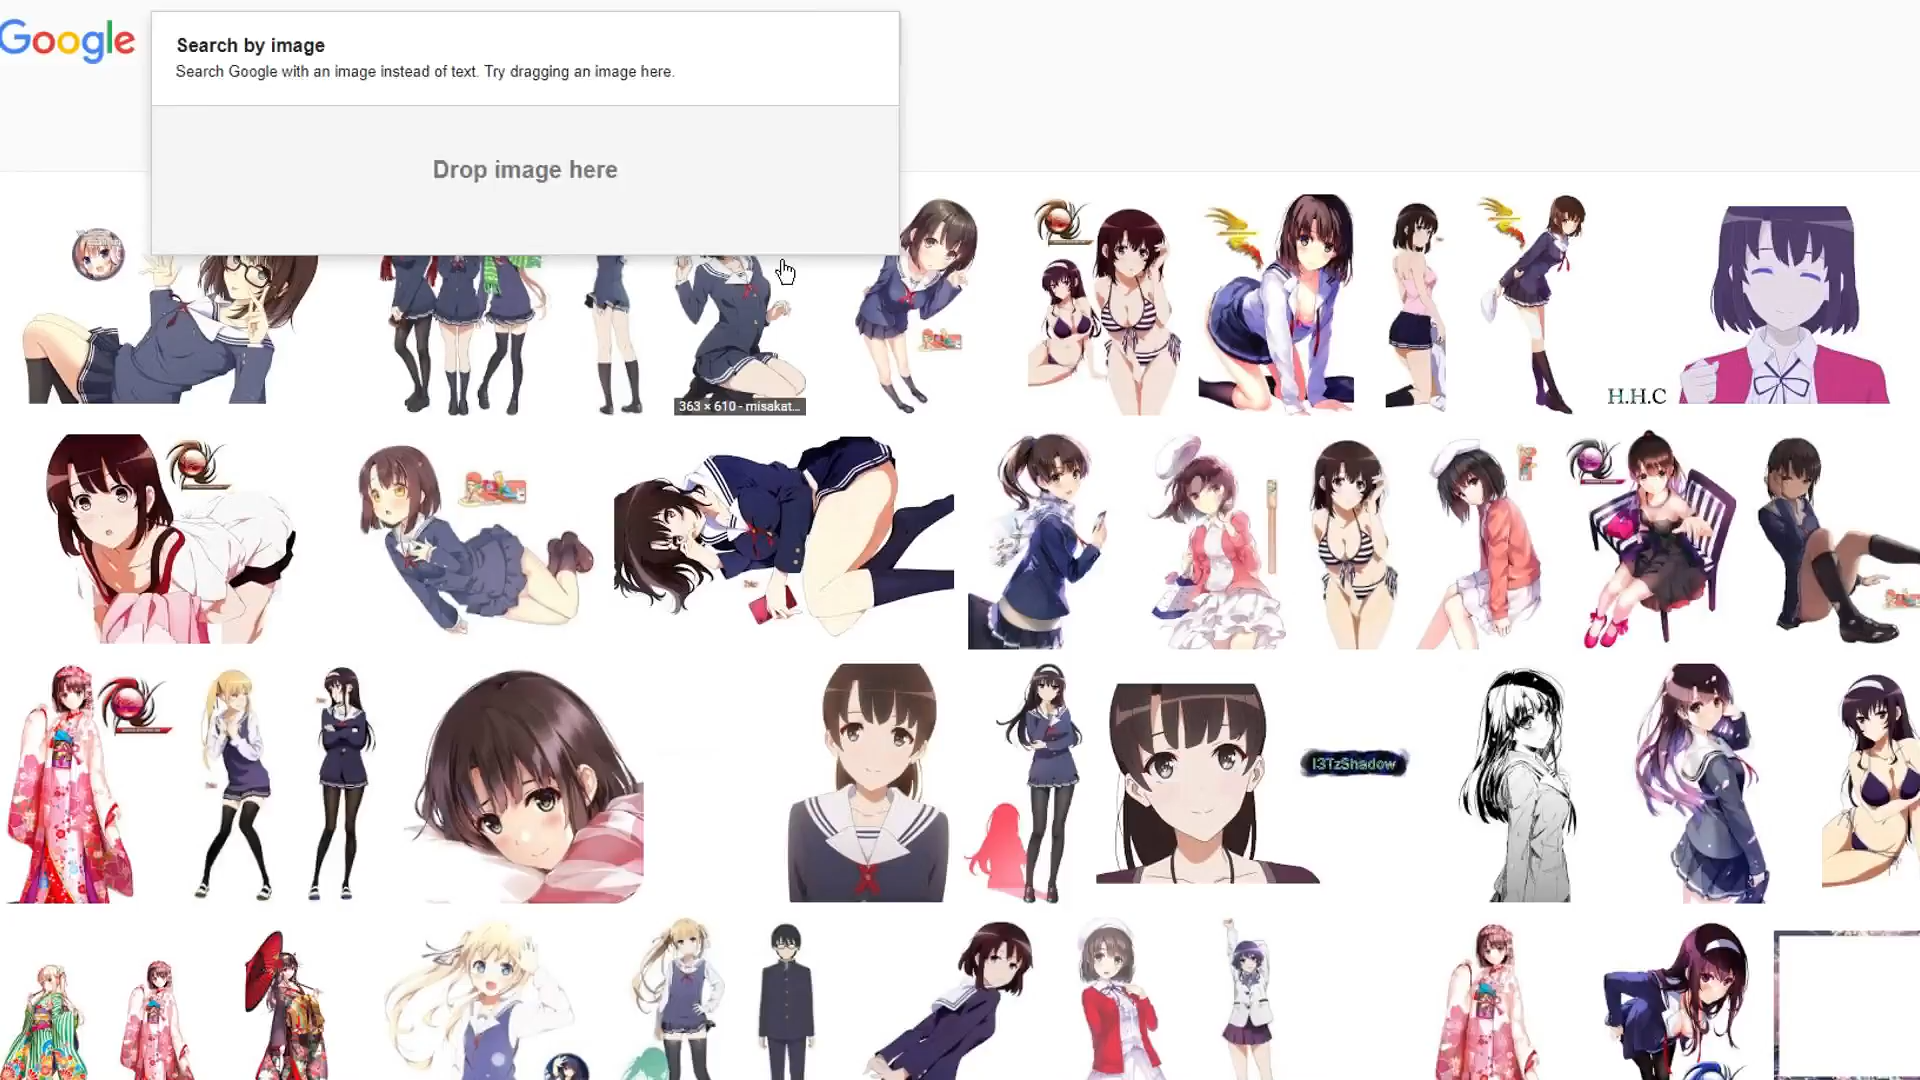 Google
Search by image
Search Google with an image instead of text. Try dragging an image here.
Drop image here
363 × 610 - misakat...
H.H.C
I3TzShadow